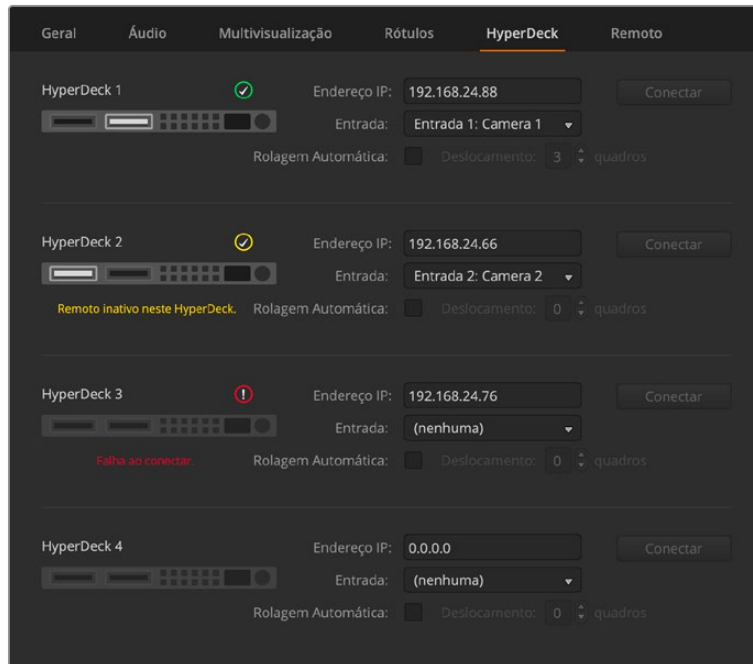 Geral Áudio Multivisualização Rótulos HyperDeck Remoto
HyperDeck 1 Endereço IP: 192.168.24.88 Conectar
Entrada: Entrada 1: Camera 1
Rolagem Automática: Deslocamento: 3 quadros
HyperDeck 2 Endereço IP: 192.168.24.66 Conectar
Entrada: Entrada 2: Camera 2
Remoto inativo neste HyperDeck. Rolagem Automática: Deslocamento: 0 quadros
HyperDeck 3 Endereço IP: 192.168.24.76 Conectar
Entrada: (nenhuma)
Falha ao conectar. Rolagem Automática: Deslocamento: 0 quadros
HyperDeck 4 Endereço IP: 0.0.0.0 Conectar
Entrada: (nenhuma)
Rolagem Automática: Deslocamento: 0 quadros